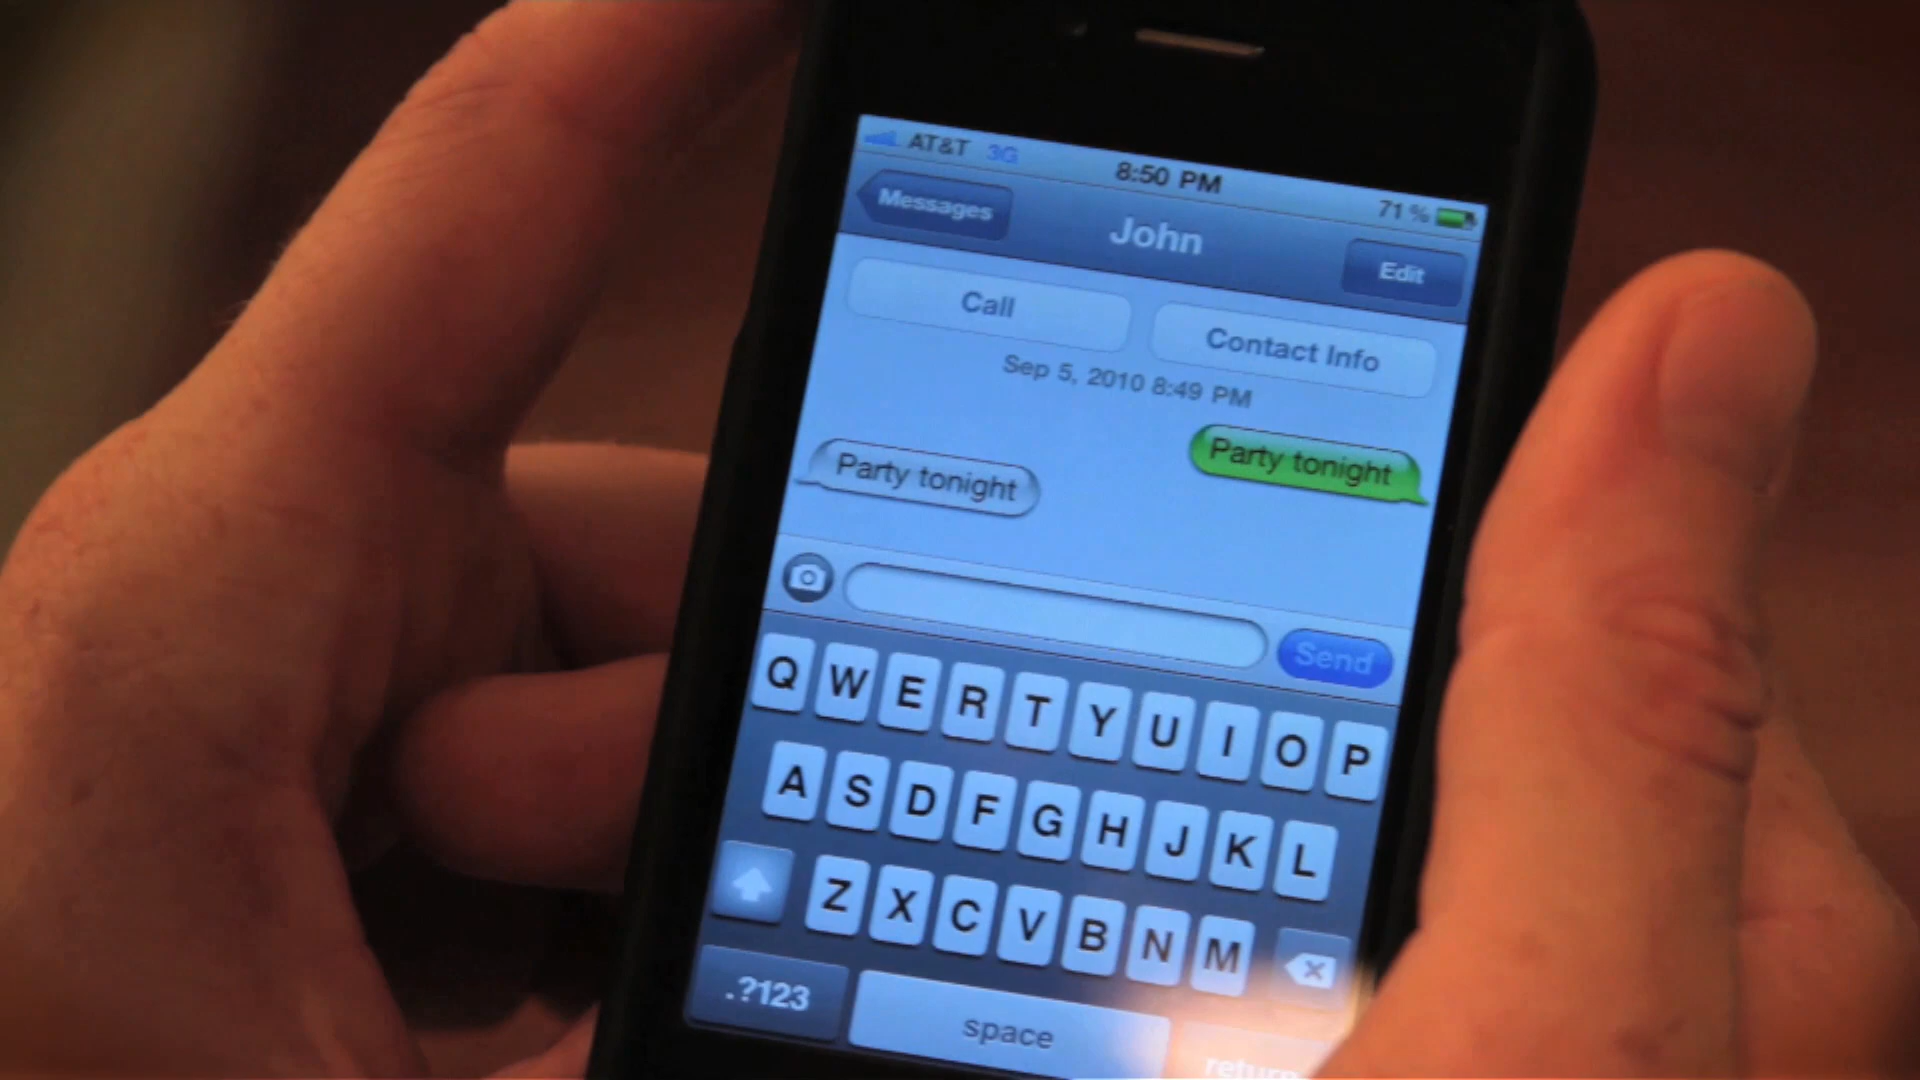 AT&T 3G 8:50 PM 71%
Messages John Edit
Call Contact Info
Sep 5, 2010 8:49 PM
Party tonight
Party tonight
Send
Q W E R T Y U I O P
A S D F G H J K L
Z X C V B N M
.?123 space return